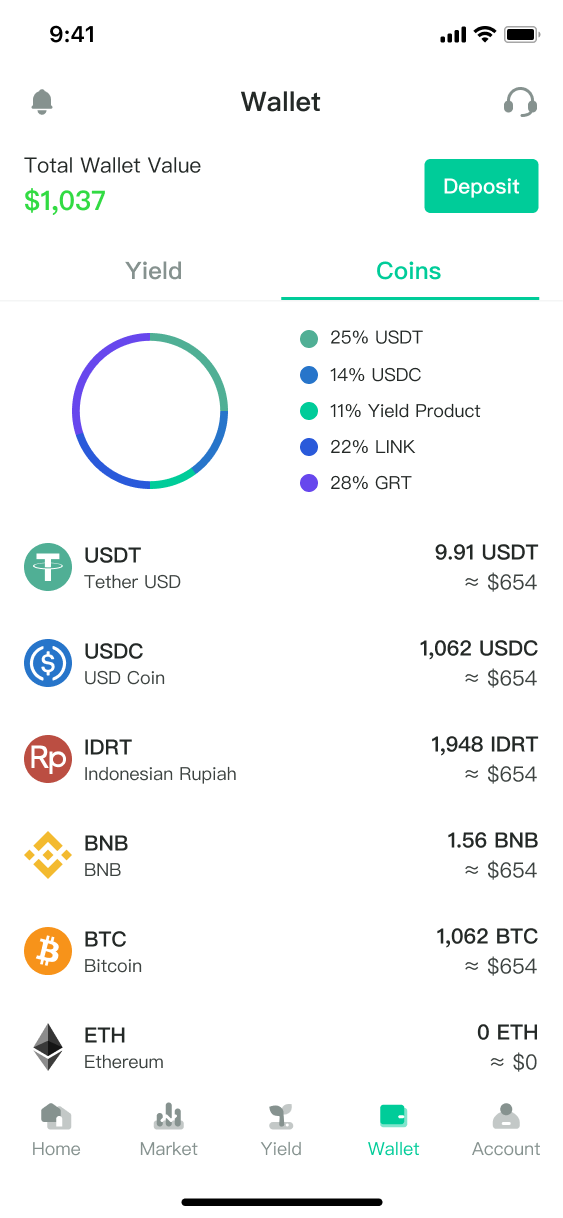 9:41
Wallet
Total Wallet Value
$1,037
Deposit
Yield
Coins
25% USDT
14% USDC
11% Yield Product
22% LINK
28% GRT
USDT
9.91 USDT
Tether USD
≈ $654
USDC
1,062 USDC
USD Coin
≈ $654
Rp
IDRT
1,948 IDRT
Indonesian Rupiah
≈ $654
BNB
1.56 BNB
BNB
≈ $654
BTC
1,062 BTC
Bitcoin
≈ $654
ETH
0 ETH
Ethereum
≈ $0
Home
Market
Yield
Wallet
Account